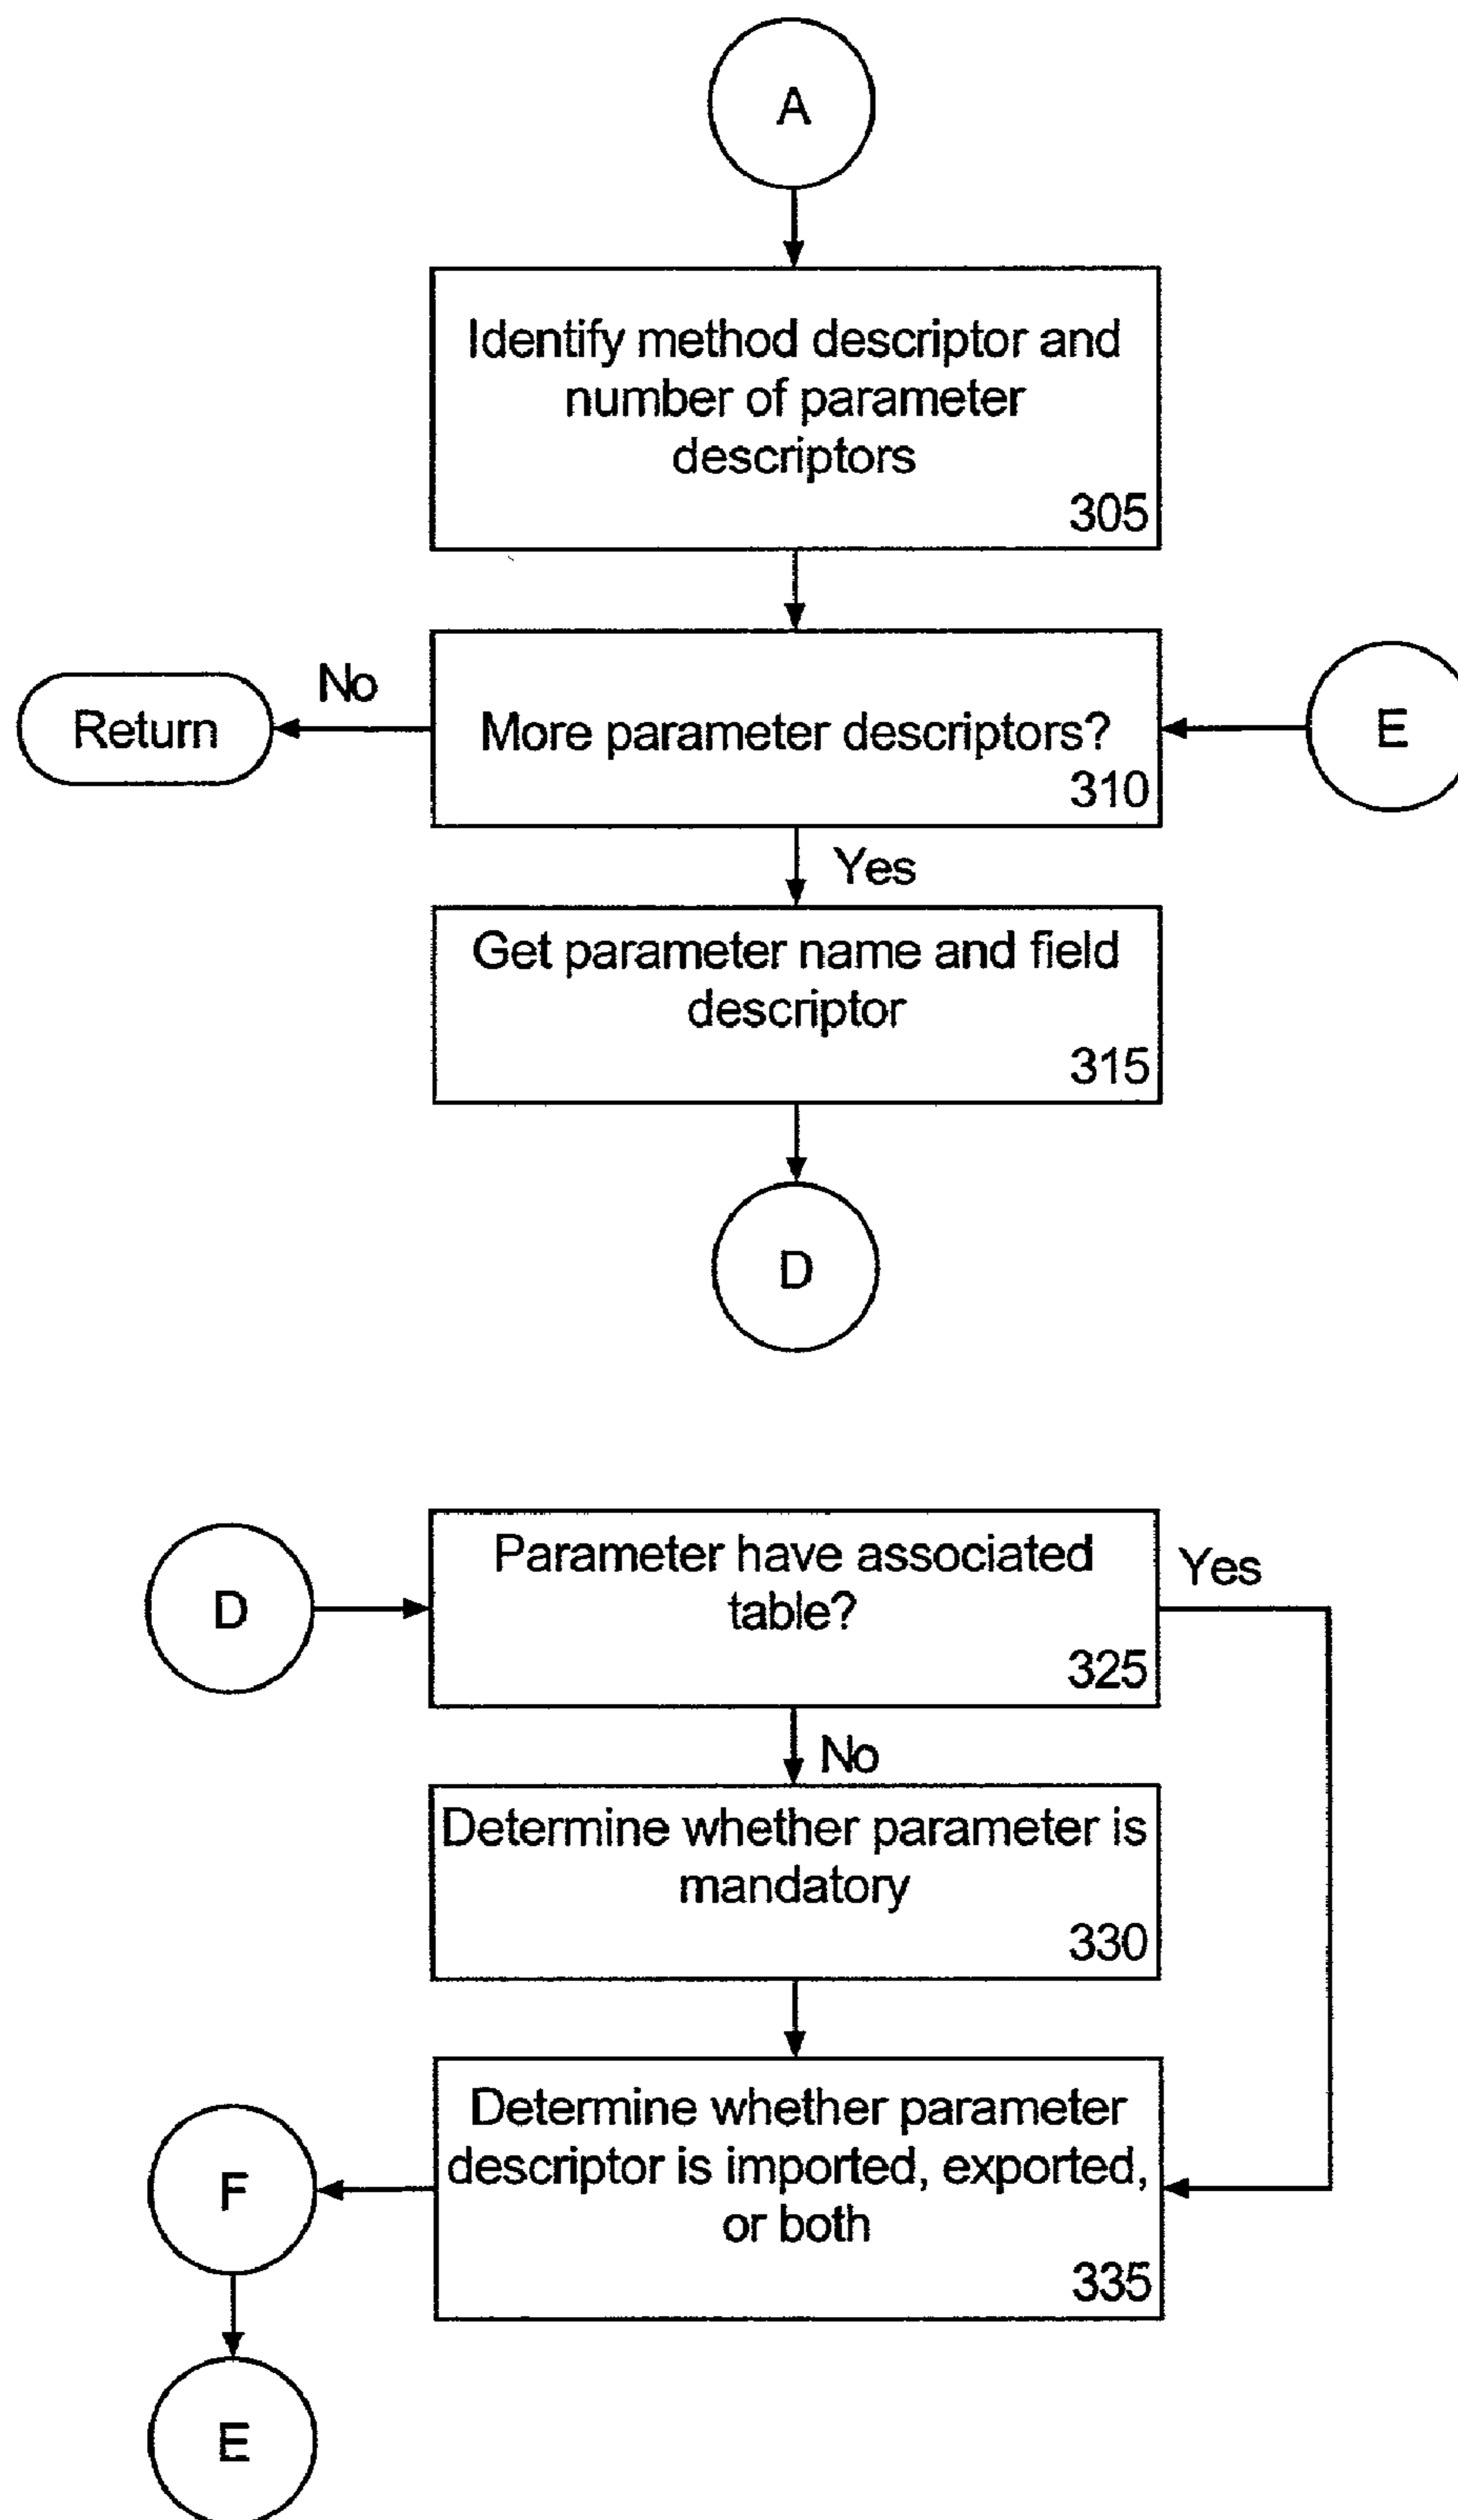 A
Identify method descriptor and
number of parameter
descriptors
305
No
Return
More parameter descriptors?
310
E
Yes
Get parameter name and field
descriptor
315
D
D
Parameter have associated
table?
325
Yes
No
Determine whether parameter is
mandatory
330
Determine whether parameter
descriptor is imported, exported,
or both
335
F
E